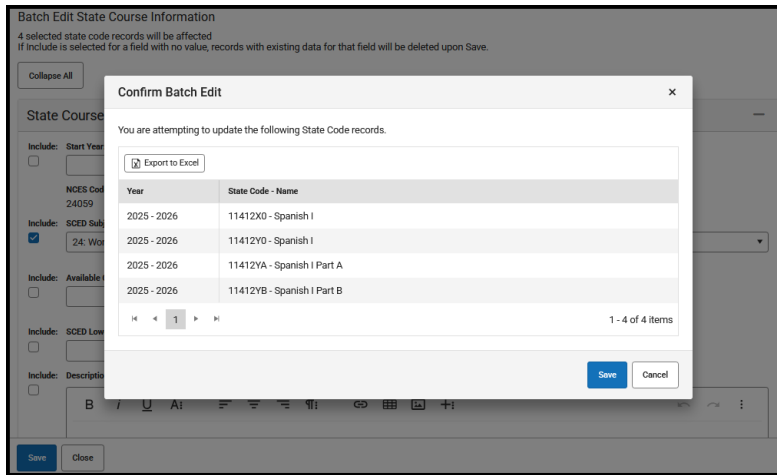 Batch Edit State Course Information
4 selected state code records will be affected
If Include is selected for a field with no value, records with existing data for that field will be deleted upon Save.
Collapse All
Confirm Batch Edit
State Course
You are attempting to update the following State Code records.
Include: Start Year
Export to Excel
Year State Code - Name
NCES Cod
24059
2025 - 2026 11412X0 - Spanish I
Include: SCED Sub
24: Wor
2025 - 2026 11412Y0 - Spanish I
2025 - 2026 11412YA - Spanish I Part A
Include: Available
2025 - 2026 11412YB - Spanish I Part B
1 1 - 4 of 4 items
Include: SCED Low
Include: Descriptio
Save Cancel
B i U A
Save Close